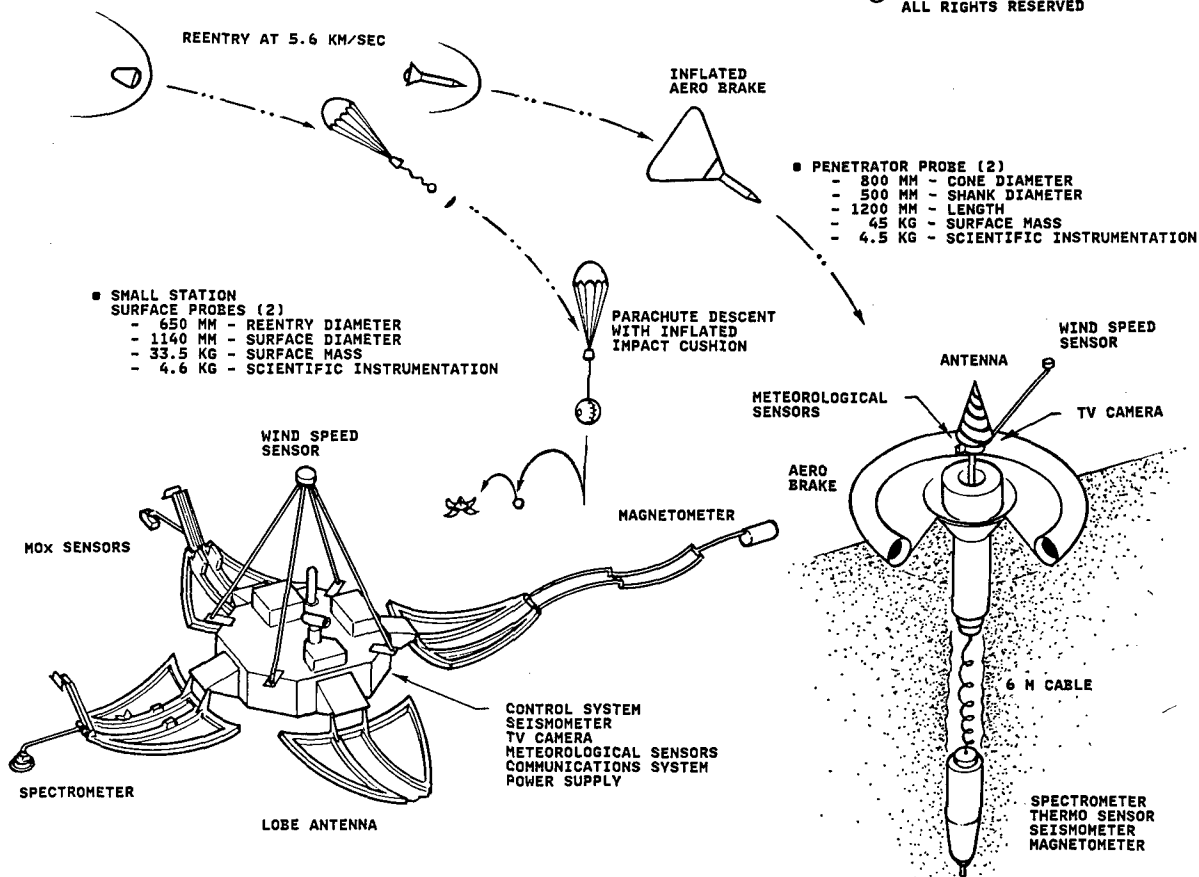 ALL RIGHTS RESERVED
REENTRY AT 5.6 KM/SEC
INFLATED
AERO BRAKE
■ PENETRATOR PROBE (2)
- 800 MM - CONE DIAMETER
- 500 MM - SHANK DIAMETER
- 1200 MM - LENGTH
- 45 KG - SURFACE MASS
- 4.5 KG - SCIENTIFIC INSTRUMENTATION
■ SMALL STATION
SURFACE PROBES (2)
- 650 MM - REENTRY DIAMETER
- 1140 MM - SURFACE DIAMETER
- 33.5 KG - SURFACE MASS
- 4.6 KG - SCIENTIFIC INSTRUMENTATION
PARACHUTE DESCENT
WITH INFLATED
IMPACT CUSHION
WIND SPEED
SENSOR
ANTENNA
METEOROLOGICAL
SENSORS
TV CAMERA
AERO
BRAKE
WIND SPEED
SENSOR
MOX SENSORS
MAGNETOMETER
6 M CABLE
CONTROL SYSTEM
SEISMOMETER
TV CAMERA
METEOROLOGICAL SENSORS
COMMUNICATIONS SYSTEM
POWER SUPPLY
SPECTROMETER
LOBE ANTENNA
SPECTROMETER
THERMO SENSOR
SEISMOMETER
MAGNETOMETER